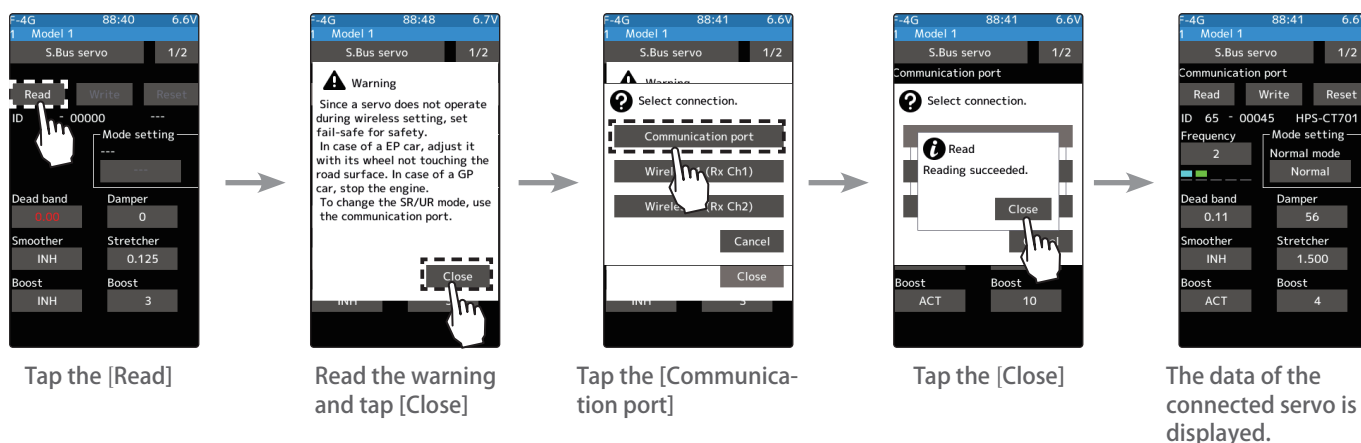 F-4G 88:40 6.6V
1 Model 1
S.Bus servo 1/2
Read Write Reset
ID - 00000 ---
Mode setting
---
---
Dead band Damper
0.00 0
Smoother Stretcher
INH 0.125
Boost Boost
INH 3
Tap the [Read]
F-4G 88:48 6.7V
1 Model 1
S.Bus servo 1/2
Warning
Since a servo does not operate
during wireless setting, set
fail-safe for safety.
In case of a EP car, adjust it
with its wheel not touching the
road surface. In case of a GP
car, stop the engine.
To change the SR/UR mode, use
the communication port.
Close
INH
Read the warning
and tap [Close]
F-4G 88:41 6.6V
1 Model 1
S.Bus servo 1/2
Warning
Select connection.
Communication port
(Rx Ch1)
(Rx Ch2)
Cancel
Close
INH 3
Tap the [Communica-
tion port]
F-4G 88:41 6.6V
1 Model 1
S.Bus servo 1/2
Communication port
Select connection.
Read
Reading succeeded.
Close
Boost Boost
ACT 10
Tap the [Close]
F-4G 88:41 6.6
1 Model 1
S.Bus servo 1/2
Communication port
Read Write Reset
ID 65 - 00045 HPS-CT701
Frequency Mode setting
2 Normal mode
Normal
Dead band Damper
0.11 56
Smoother Stretcher
INH 1.500
Boost Boost
ACT 4
The data of the
connected servo is
displayed.